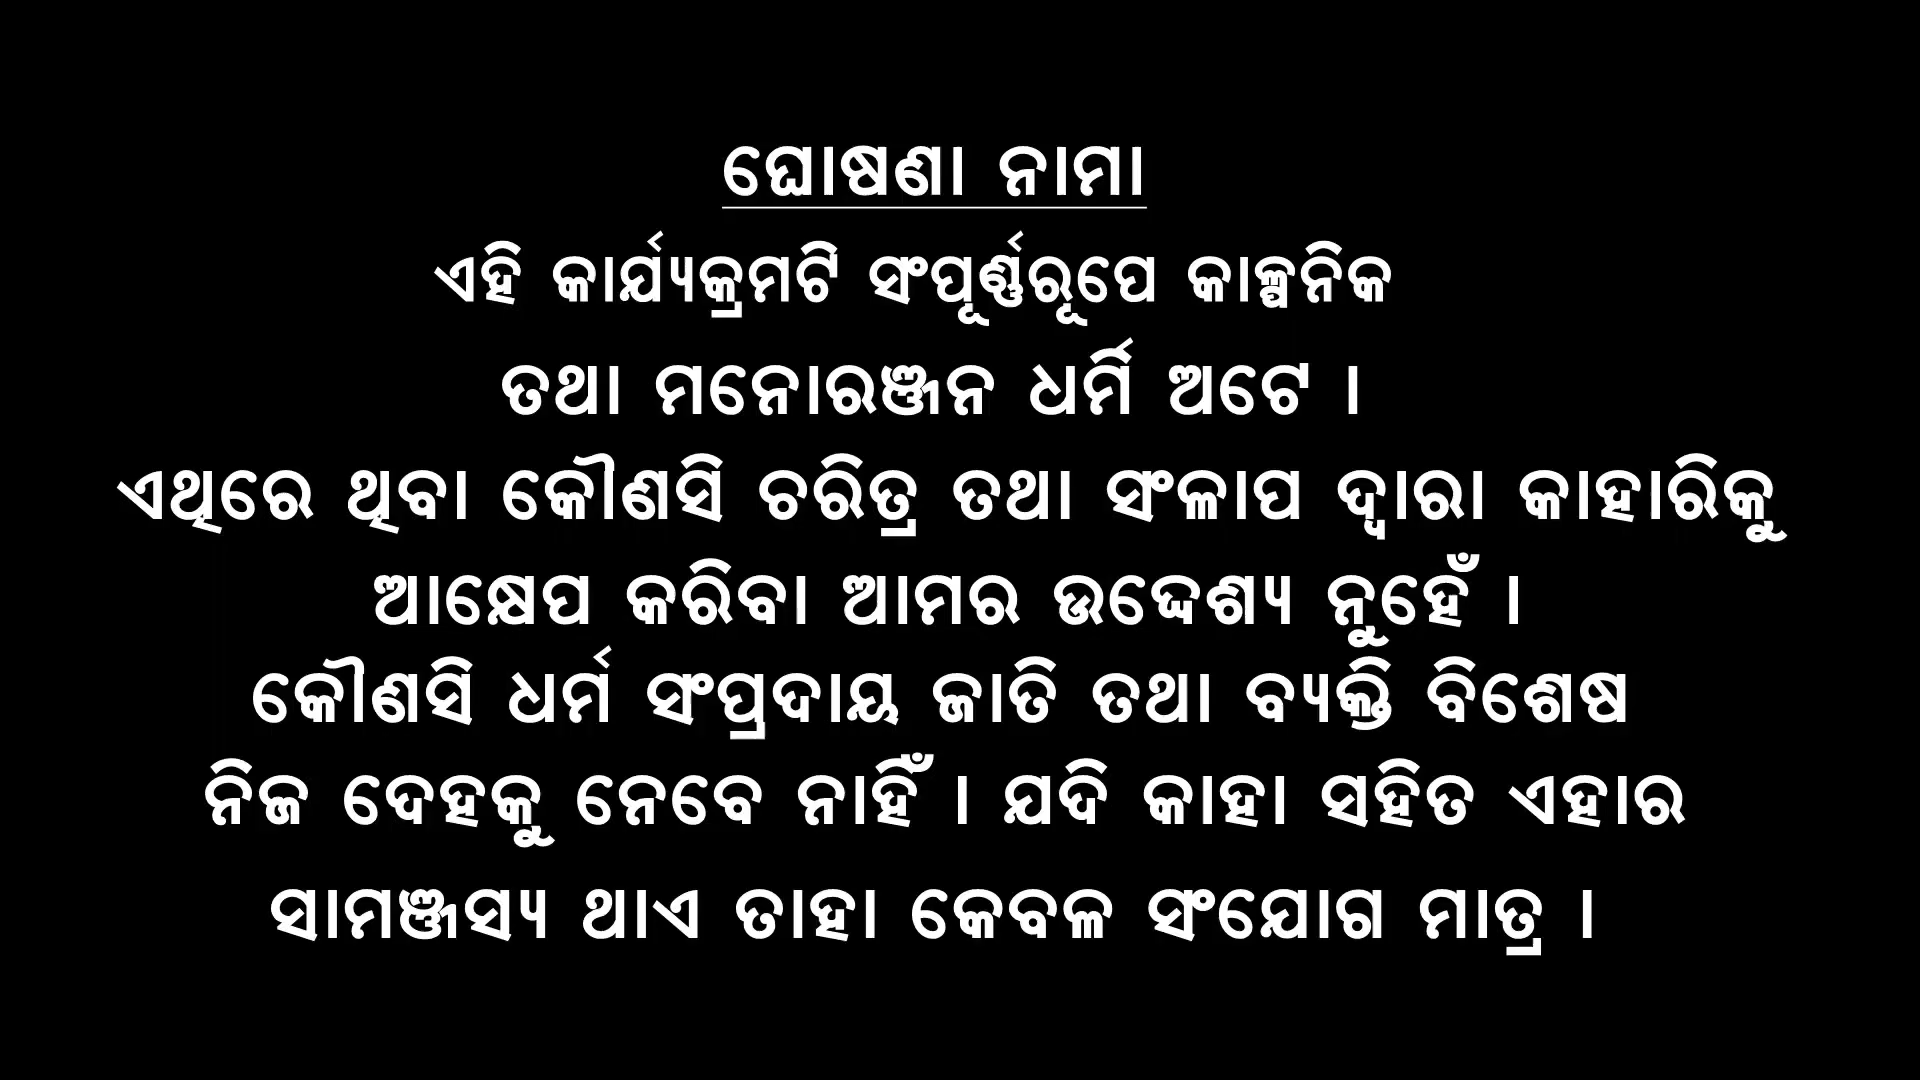 ଘୋଷଣା ନାମା
ଏହି କାର୍ଯ୍ୟକ୍ରମଟି ସଂପୂର୍ଣ୍ଣରୂପେ କାଳ୍ପନିକ
ତଥା ମନୋରଞ୍ଜନ ଧର୍ମି ଅଟେ ।
ଏଥିରେ ଥିବା କୌଣସି ଚରିତ୍ର ତଥା ସଂଳାପ ଦ୍ୱାରା କାହାରିକୁ
ଆକ୍ଷେପ କରିବା ଆମର ଉଦ୍ଦେଶ୍ୟ ନୁହେଁ ।
କୌଣସି ଧର୍ମ ସଂପ୍ରଦାୟ ଜାତି ତଥା ବ୍ୟକ୍ତି ବିଶେଷ
ନିଜ ଦେହକୁ ନେବେ ନାହିଁ । ଯଦି କାହା ସହିତ ଏହାର
ସାମଞ୍ଜସ୍ୟ ଥାଏ ତାହା କେବଳ ସଂଯୋଗ ମାତ୍ର ।